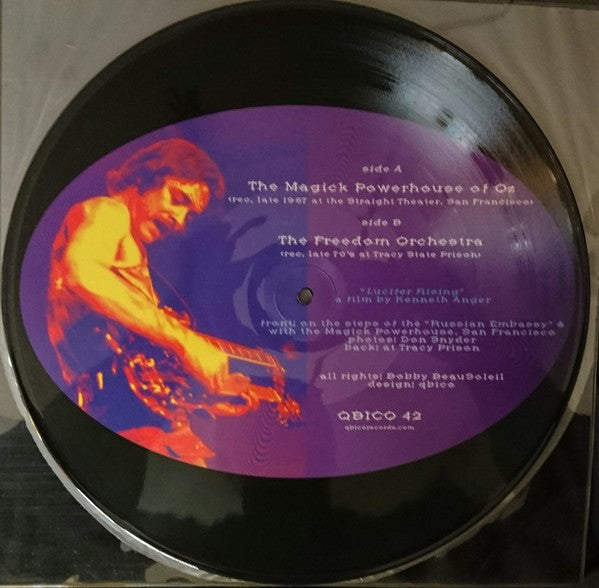 side A
The Magick Powerhouse of Oz
(rec. late 1967 at the Straight Theater, San Francisco)
side B
The Freedom Orchestra
(rec. late 70's at Tracy State Prison)
"Lucifer Rising"
a film by Kenneth Anger
front: on the steps of the "Russian Embassy" &
with the Magick Powerhouse, San Francisco
photos: Don Snyder
back: at Tracy Prison
all rights: Bobby BeauSoleil
design: qbico
QBICO 42
qbicorecords.com